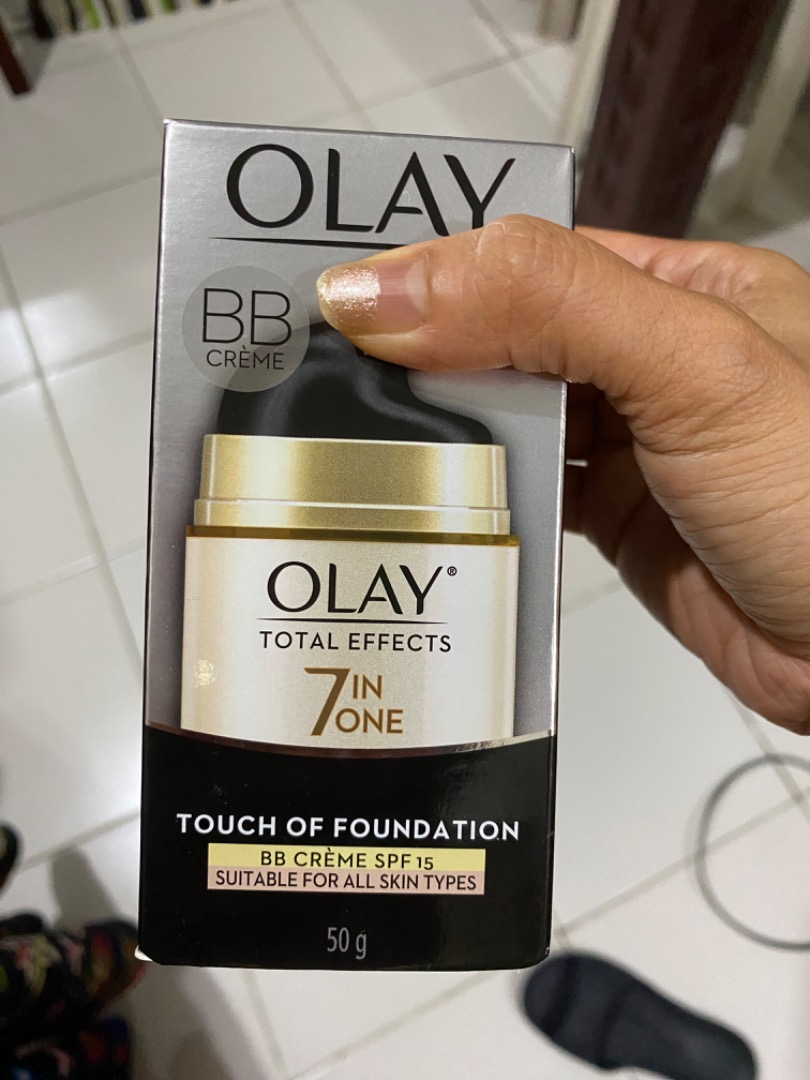 OLAY
BB
CRÈME
OLAY®
TOTAL EFFECTS
7 IN
ONE
TOUCH OF FOUNDATION
BB CRÈME SPF 15
SUITABLE FOR ALL SKIN TYPES
50 g